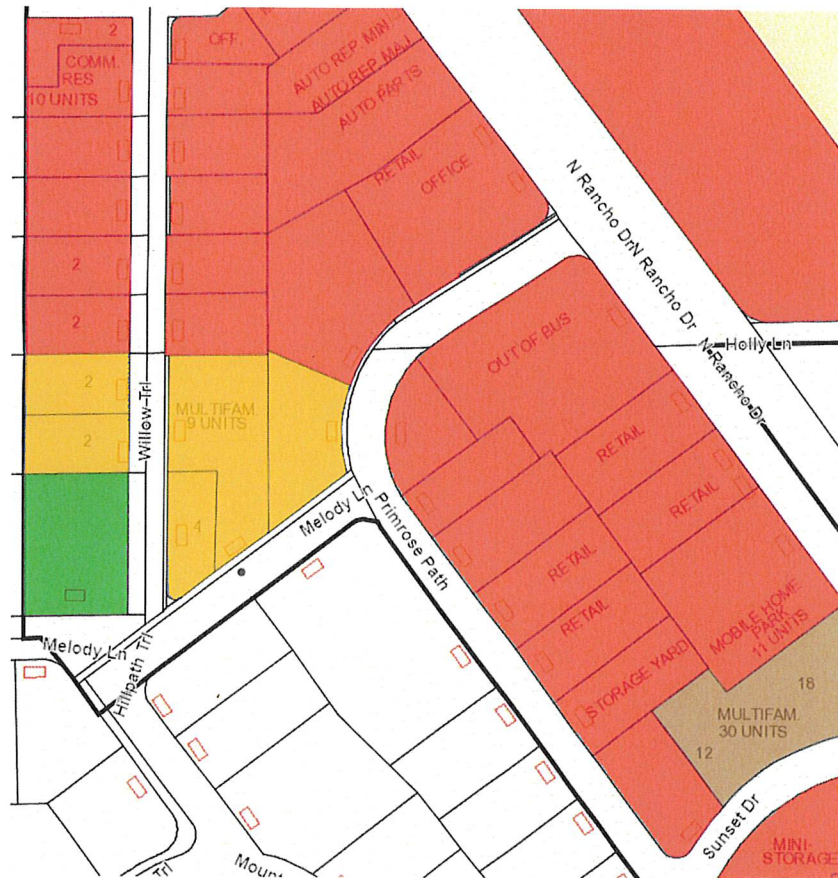 2
OFF.
COMM.
RES
10 UNITS
AUTO REP. MIN.
AUTO REP. MAJ.
AUTO PARTS
RETAIL
OFFICE
N Rancho Dr
N Rancho Dr
2
2
OUT OF BUS
Holly Ln
N Rancho Dr
2
2
Willow Trl
MULTIFAM.
9 UNITS
RETAIL
RETAIL
4
Melody Ln
Primrose Path
RETAIL
RETAIL
Melody Ln
Hillpath Trl
STORAGE YARD
MOBILE HOME
PARK
11 UNITS
18
MULTIFAM.
30 UNITS
12
Sunset Dr
MINI-
STORAGE
Mount
Trl